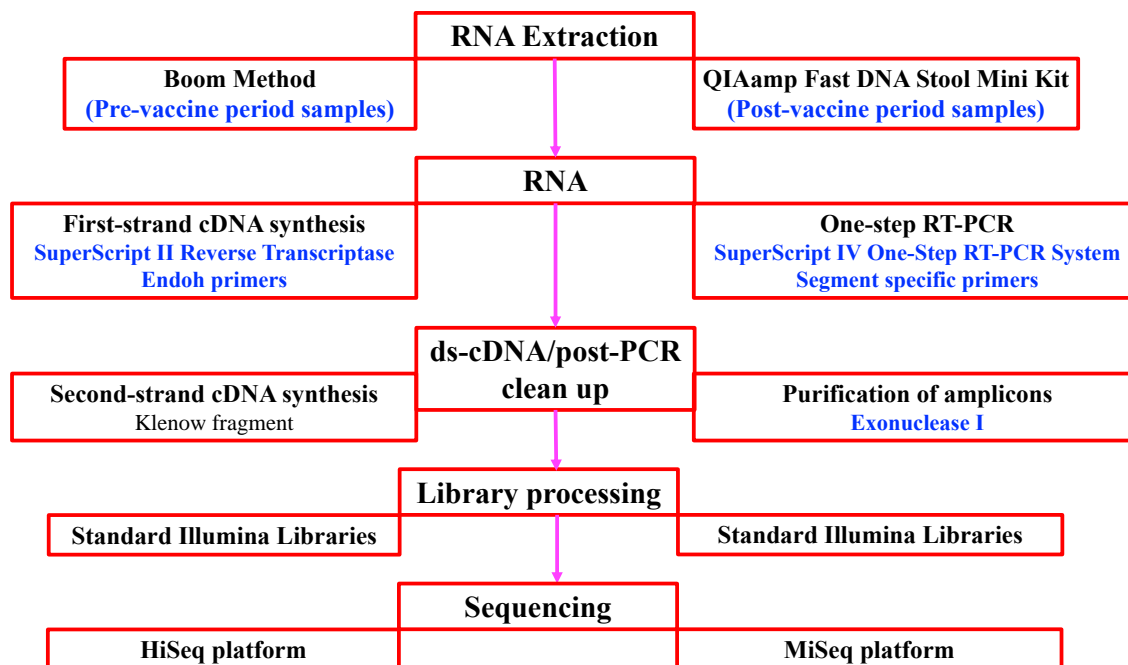 RNA Extraction
Boom Method
(Pre-vaccine period samples)
QIAamp Fast DNA Stool Mini Kit
(Post-vaccine period samples)
RNA
First-strand cDNA synthesis
SuperScript II Reverse Transcriptase
Endoh primers
One-step RT-PCR
SuperScript IV One-Step RT-PCR System
Segment specific primers
ds-cDNA/post-PCR
clean up
Second-strand cDNA synthesis
Klenow fragment
Purification of amplicons
Exonuclease I
Library processing
Standard Illumina Libraries
Standard Illumina Libraries
Sequencing
HiSeq platform
MiSeq platform